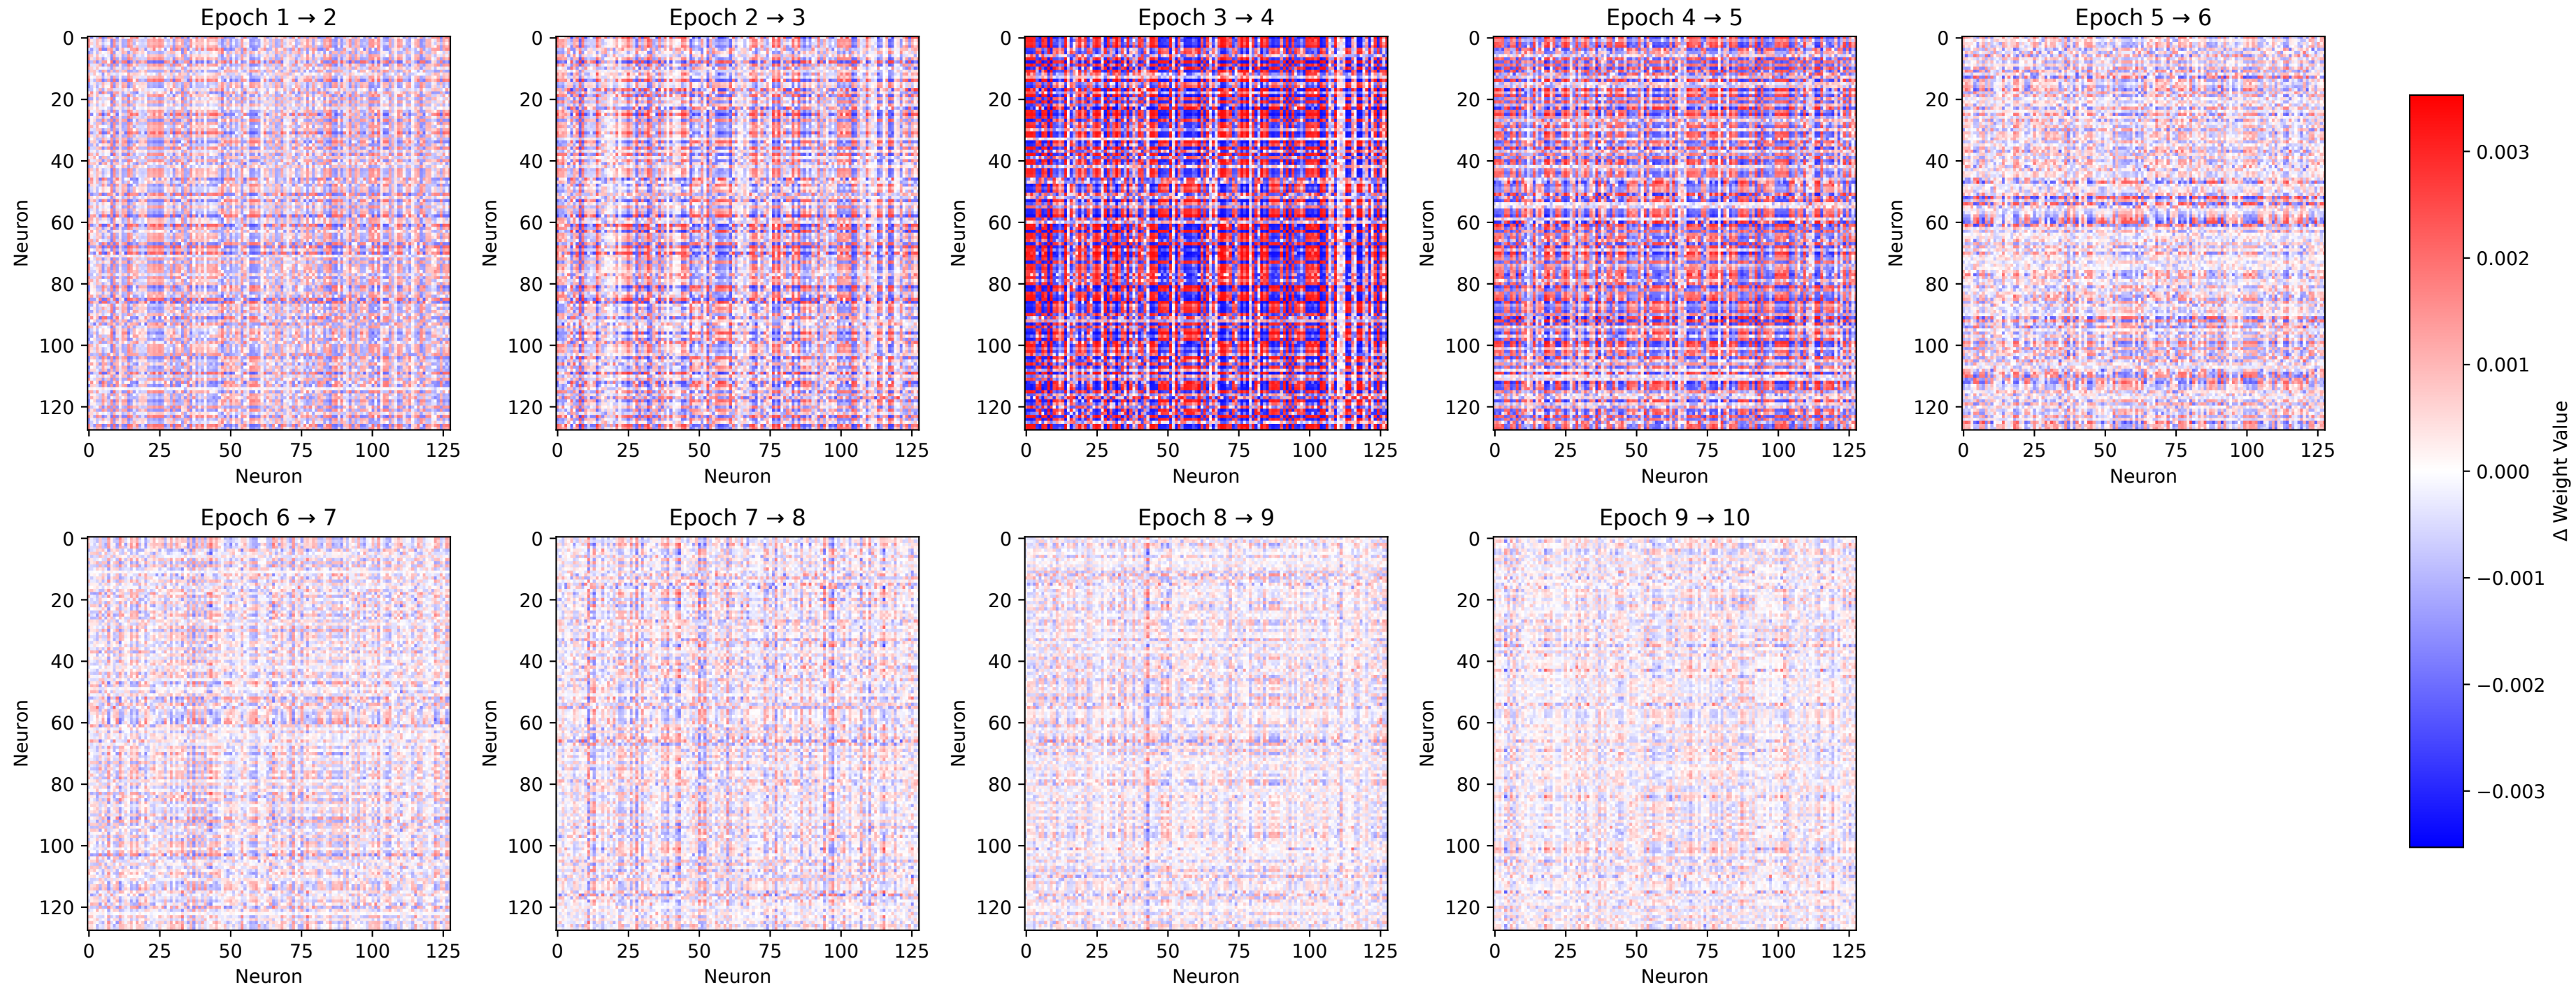 Epoch 1 → 2
Epoch 2 → 3
Epoch 3 → 4
Epoch 4 → 5
Epoch 5 → 6
0
20
40
60
80
100
120
Neuron
0 25 50 75 100 125
Neuron
0
20
40
60
80
100
120
Neuron
0 25 50 75 100 125
Neuron
0
20
40
60
80
100
120
Neuron
0 25 50 75 100 125
Neuron
0
20
40
60
80
100
120
Neuron
0 25 50 75 100 125
Neuron
0
20
40
60
80
100
120
Neuron
0 25 50 75 100 125
Neuron
Epoch 6 → 7
Epoch 7 → 8
Epoch 8 → 9
Epoch 9 → 10
0
20
40
60
80
100
120
Neuron
0 25 50 75 100 125
Neuron
0
20
40
60
80
100
120
Neuron
0 25 50 75 100 125
Neuron
0
20
40
60
80
100
120
Neuron
0 25 50 75 100 125
Neuron
0
20
40
60
80
100
120
Neuron
0 25 50 75 100 125
Neuron
0.003
0.002
0.001
0.000
−0.001
−0.002
−0.003
Δ Weight Value